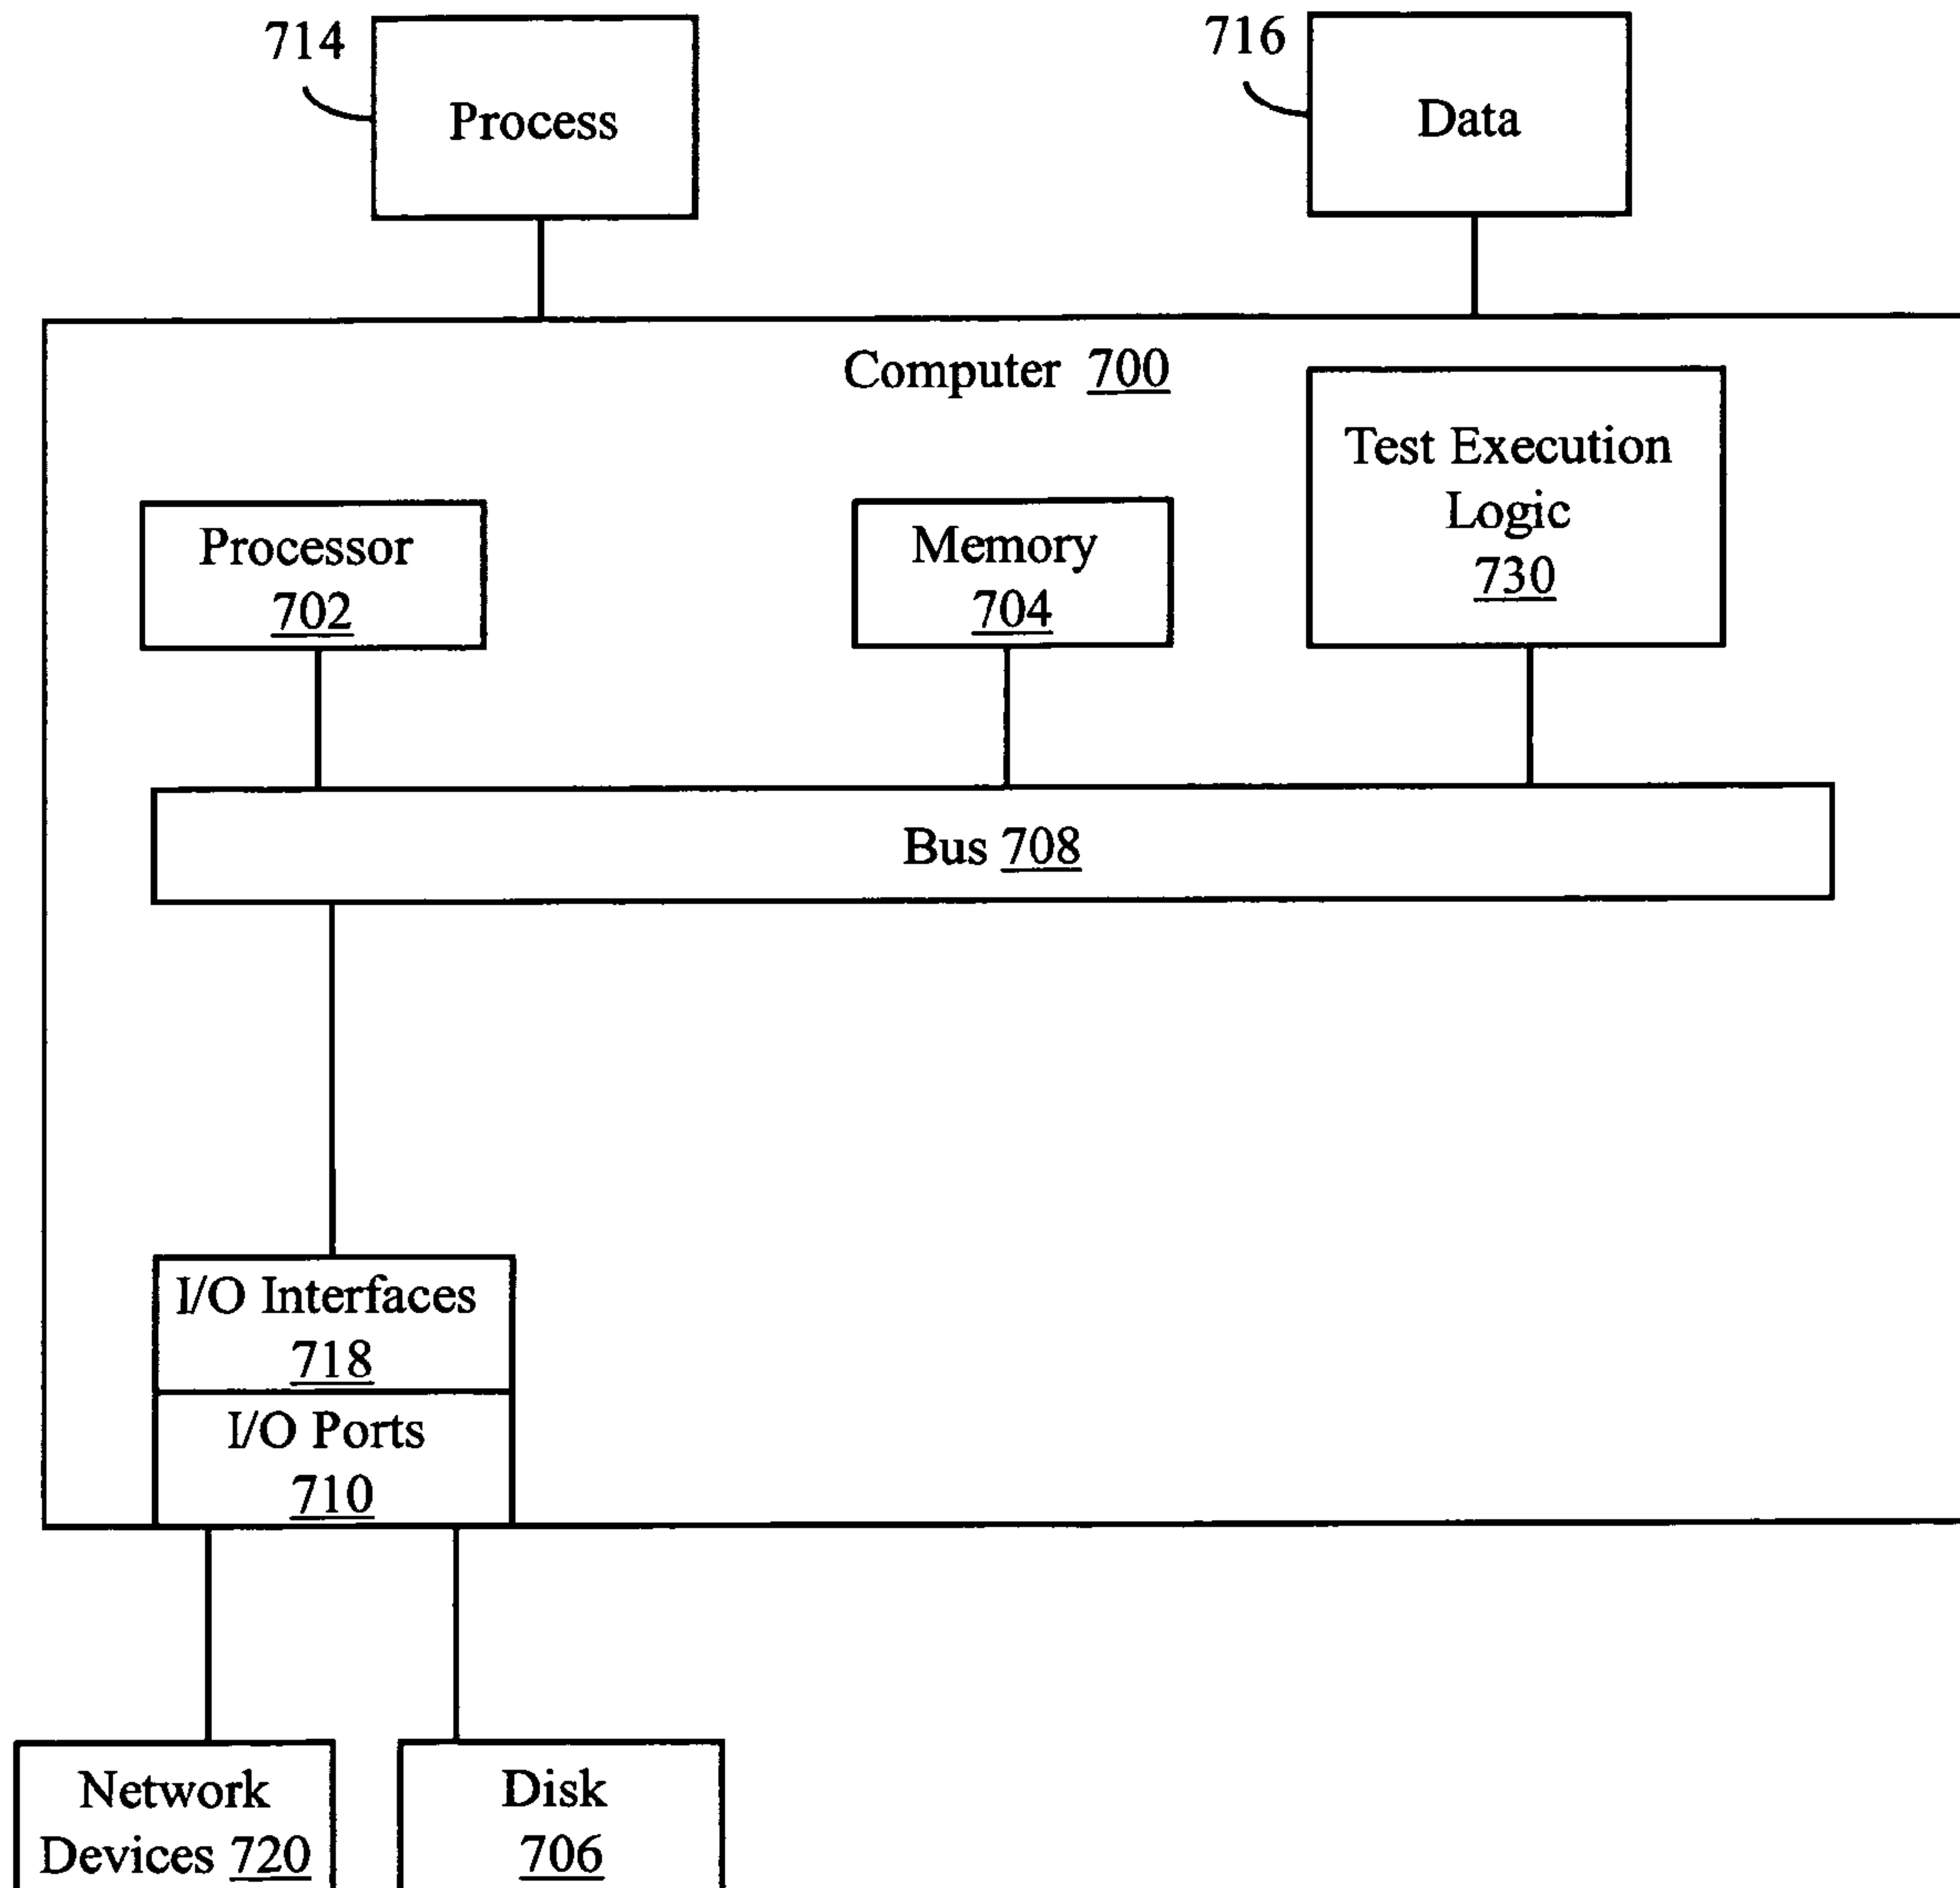 714
Process
716
Data
Computer 700
Test Execution
Logic
730
Processor
702
Memory
704
Bus 708
I/O Interfaces
718
I/O Ports
710
Network
Devices 720
Disk
706